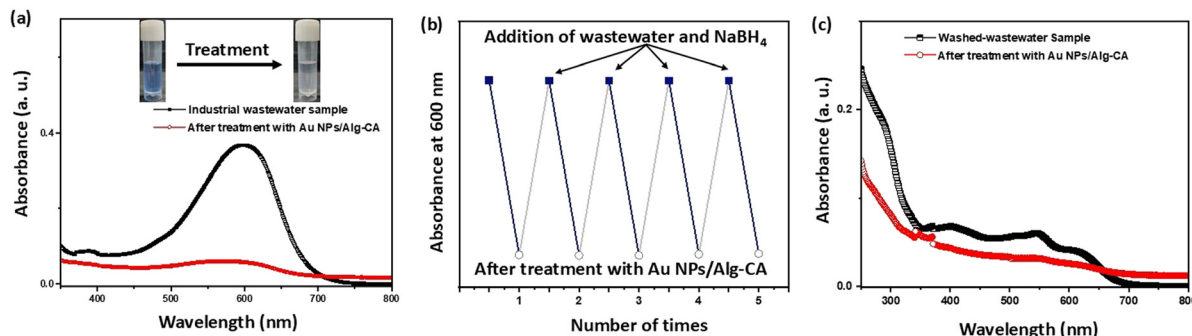 (a)
Treatment
Industrial wastewater sample
After treatment with Au NPs/Alg-CA
Absorbance (a. u.)
0.4
0.0
400
500
600
700
800
Wavelength (nm)
(b)
Addition of wastewater and NaBH₄
Absorbance at 600 nm
After treatment with Au NPs/Alg-CA
1
2
3
4
5
Number of times
(c)
Washed-wastewater Sample
After treatment with Au NPs/Alg-CA
Absorbance (a. u.)
0.2
0.0
300
400
500
600
700
800
Wavelength (nm)